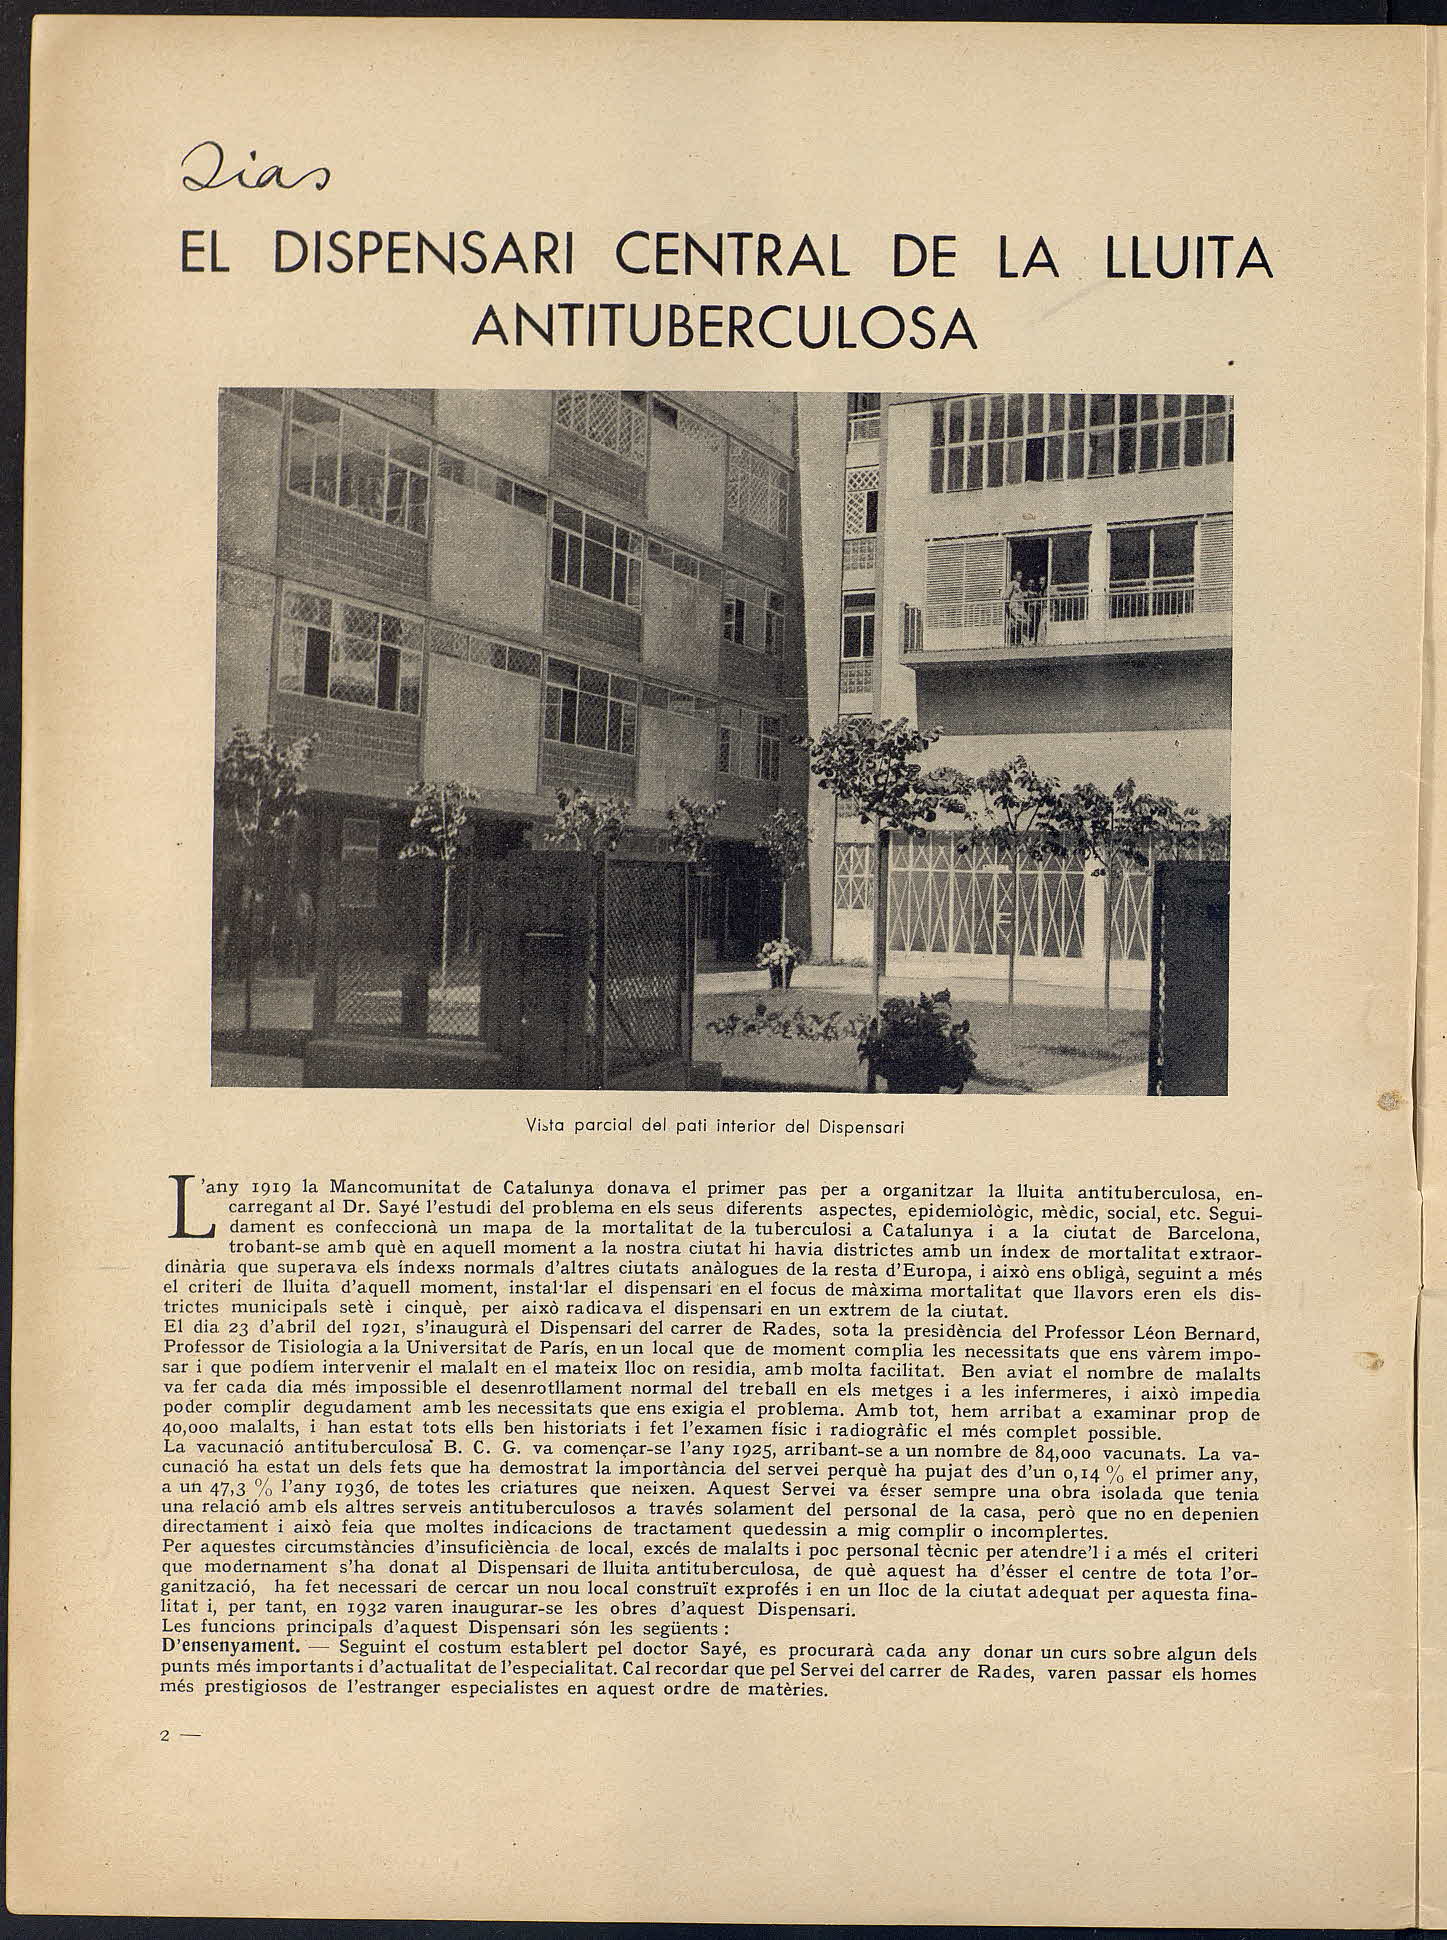 Dias
EL DISPENSARI CENTRAL DE LA LLUITA
ANTITUBERCULOSA
Vista parcial del pati interior del Dispensari
L'any 1919 la Mancomunitat de Catalunya donava el primer pas per a organitzar la lluita antituberculosa, en-
carregant al Dr. Sayé l'estudi del problema en els seus diferents aspectes, epidemiològic, mèdic, social, etc. Segui-
dament es confeccionà un mapa de la mortalitat de la tuberculosi a Catalunya i a la ciutat de Barcelona,
trobant-se amb què en aquell moment a la nostra ciutat hi havia districtes amb un índex de mortalitat extraor-
dinària que superava els índexs normals d'altres ciutats anàlogues de la resta d'Europa, i això ens obligà, seguint a més
el criteri de lluita d'aquell moment, instal·lar el dispensari en el focus de màxima mortalitat que llavors eren els dis-
trictes municipals setè i cinquè, per això radicava el dispensari en un extrem de la ciutat.
El dia 23 d'abril del 1921, s'inaugurà el Dispensari del carrer de Rades, sota la presidència del Professor Léon Bernard,
Professor de Tisiologia a la Universitat de París, en un local que de moment complia les necessitats que ens vàrem impo-
sar i que podíem intervenir el malalt en el mateix lloc on residia, amb molta facilitat. Ben aviat el nombre de malalts
va fer cada dia més impossible el desenrotllament normal del treball en els metges i a les infermeres, i això impedia
poder complir degudament amb les necessitats que ens exigia el problema. Amb tot, hem arribat a examinar prop de
40,000 malalts, i han estat tots ells ben historiats i fet l'examen físic i radiogràfic el més complet possible.
La vacunació antituberculosa B. C. G. va començar-se l'any 1925, arribant-se a un nombre de 84,000 vacunats. La va-
cunació ha estat un dels fets que ha demostrat la importància del servei perquè ha pujat des d'un 0,14 % el primer any,
a un 47,3 % l'any 1936, de totes les criatures que neixen. Aquest Servei va ésser sempre una obra isolada que tenia
una relació amb els altres serveis antituberculosos a través solament del personal de la casa, però que no en depenien
directament i això feia que moltes indicacions de tractament quedessin a mig complir o incomplertes.
Per aquestes circumstàncies d'insuficiència de local, excés de malalts i poc personal tècnic per atendre'l i a més el criteri
que modernament s'ha donat al Dispensari de lluita antituberculosa, de què aquest ha d'ésser el centre de tota l'or-
ganització, ha fet necessari de cercar un nou local construït exprofés i en un lloc de la ciutat adequat per aquesta fina-
litat i, per tant, en 1932 varen inaugurar-se les obres d'aquest Dispensari.
Les funcions principals d'aquest Dispensari són les següents :
D'ensenyament. — Seguint el costum establert pel doctor Sayé, es procurarà cada any donar un curs sobre algun dels
punts més importants i d'actualitat de l'especialitat. Cal recordar que pel Servei del carrer de Rades, varen passar els homes
més prestigiosos de l'estranger especialistes en aquest ordre de matèries.
2 —